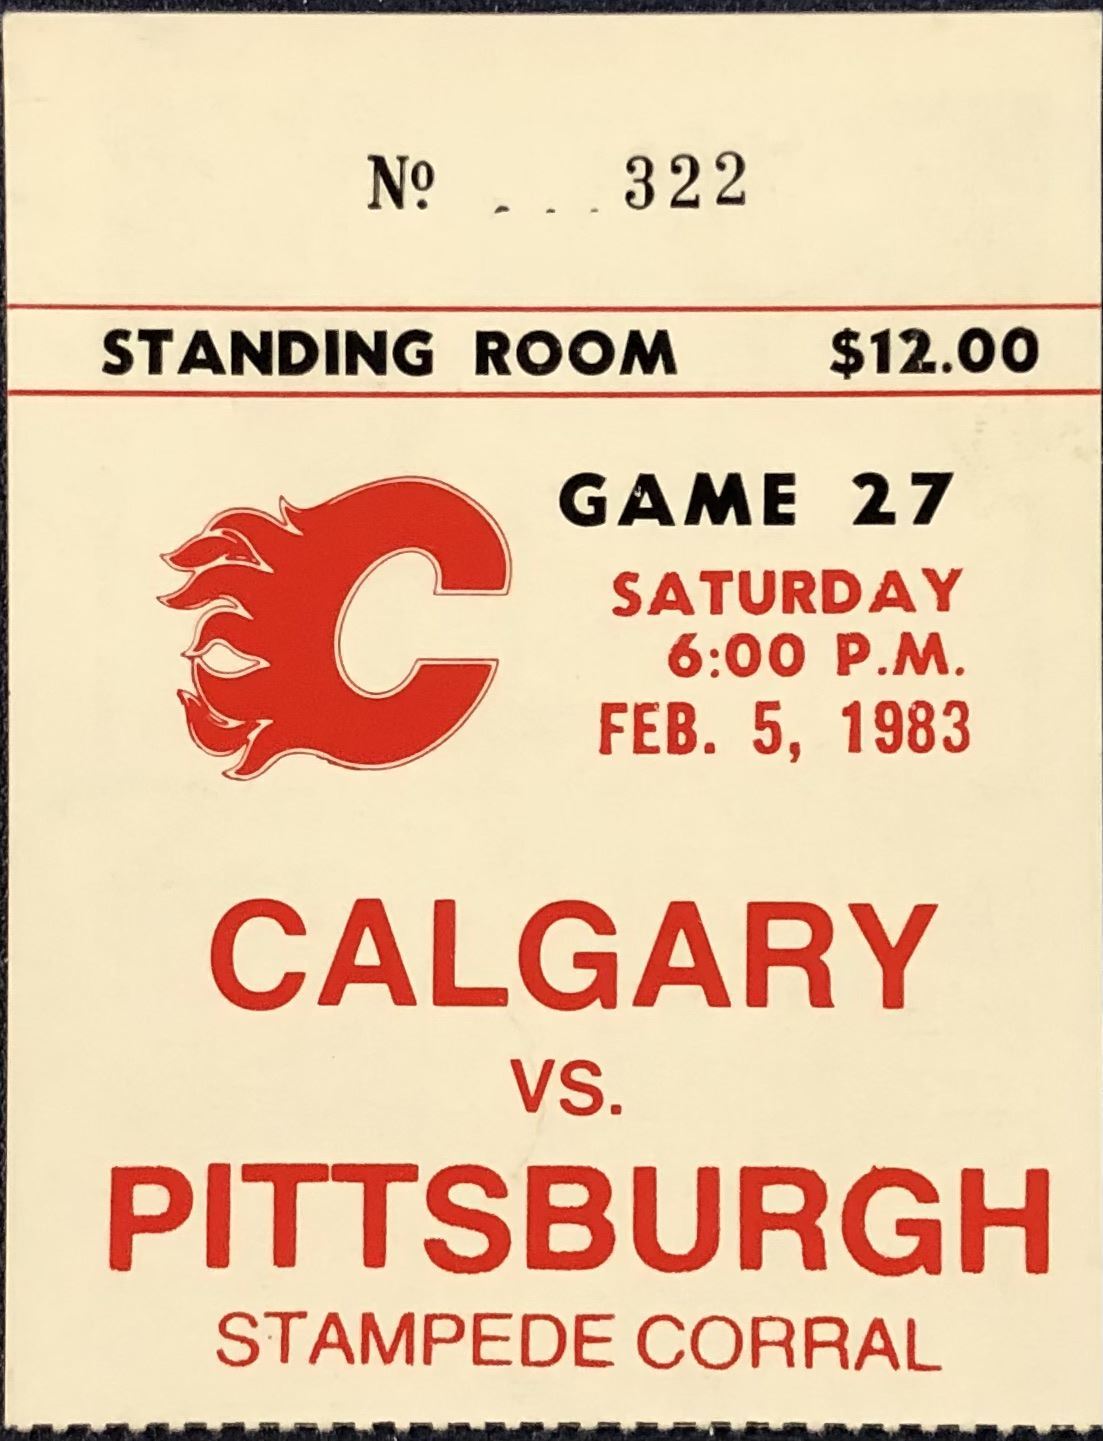 Nº ... 322
STANDING ROOM $12.00
GAME 27
SATURDAY
6:00 P.M.
FEB. 5, 1983
C
CALGARY
VS.
PITTSBURGH
STAMPEDE CORRAL